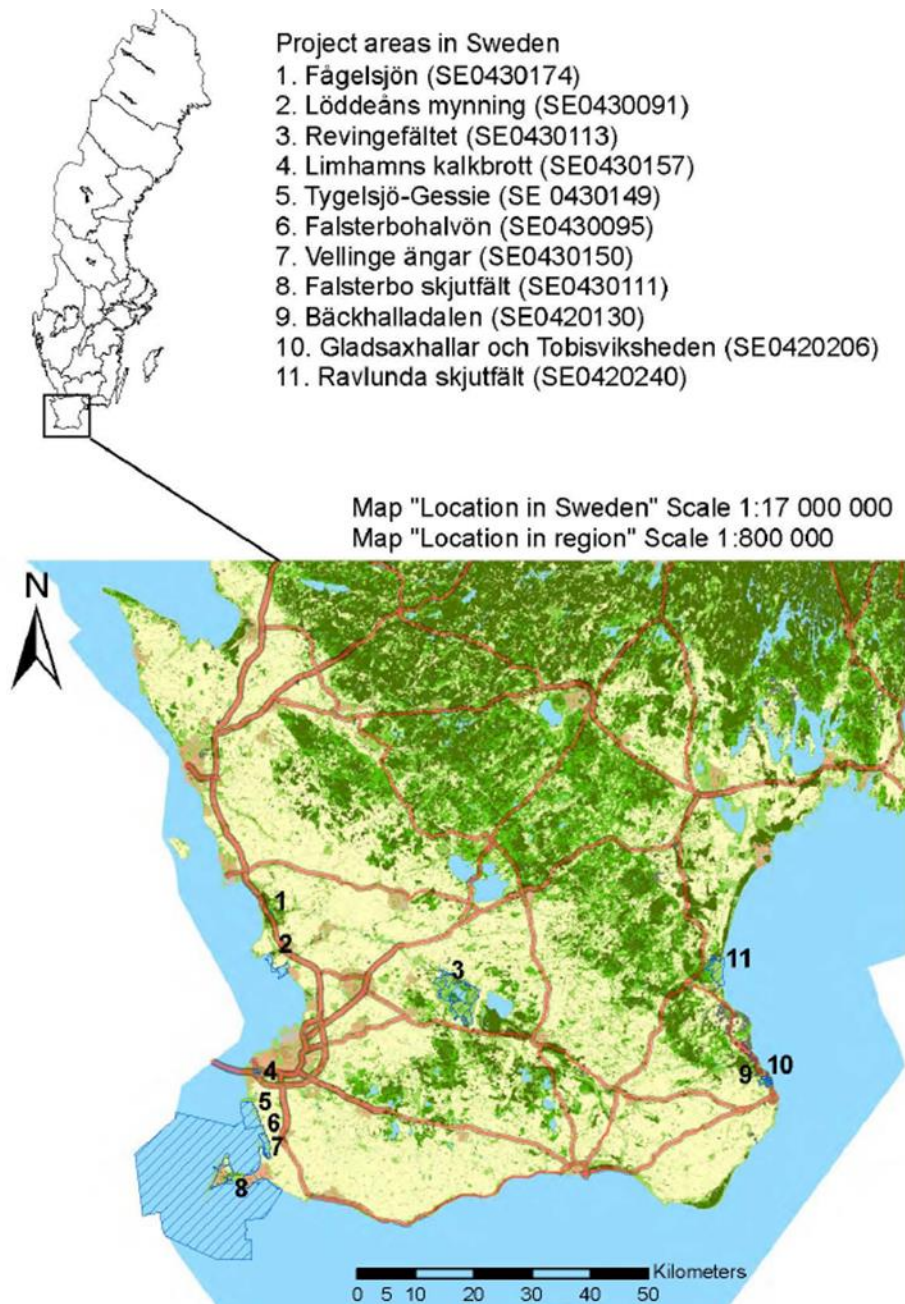 Project areas in Sweden
1. Fågelsjön (SE0430174)
2. Löddeåns mynning (SE0430091)
3. Revingefältet (SE0430113)
4. Limhamns kalkbrott (SE0430157)
5. Tygelsjö-Gessie (SE 0430149)
6. Falsterbohalvön (SE0430095)
7. Vellinge ängar (SE0430150)
8. Falsterbo skjutfält (SE0430111)
9. Bäckhalladalen (SE0420130)
10. Gladsaxhallar och Tobisviksheden (SE0420206)
11. Ravlunda skjutfält (SE0420240)
Map "Location in Sweden" Scale 1:17 000 000
Map "Location in region" Scale 1:800 000
N
1
2
3
11
4
9
10
5
6
7
8
Kilometers
0 5 10 20 30 40 50